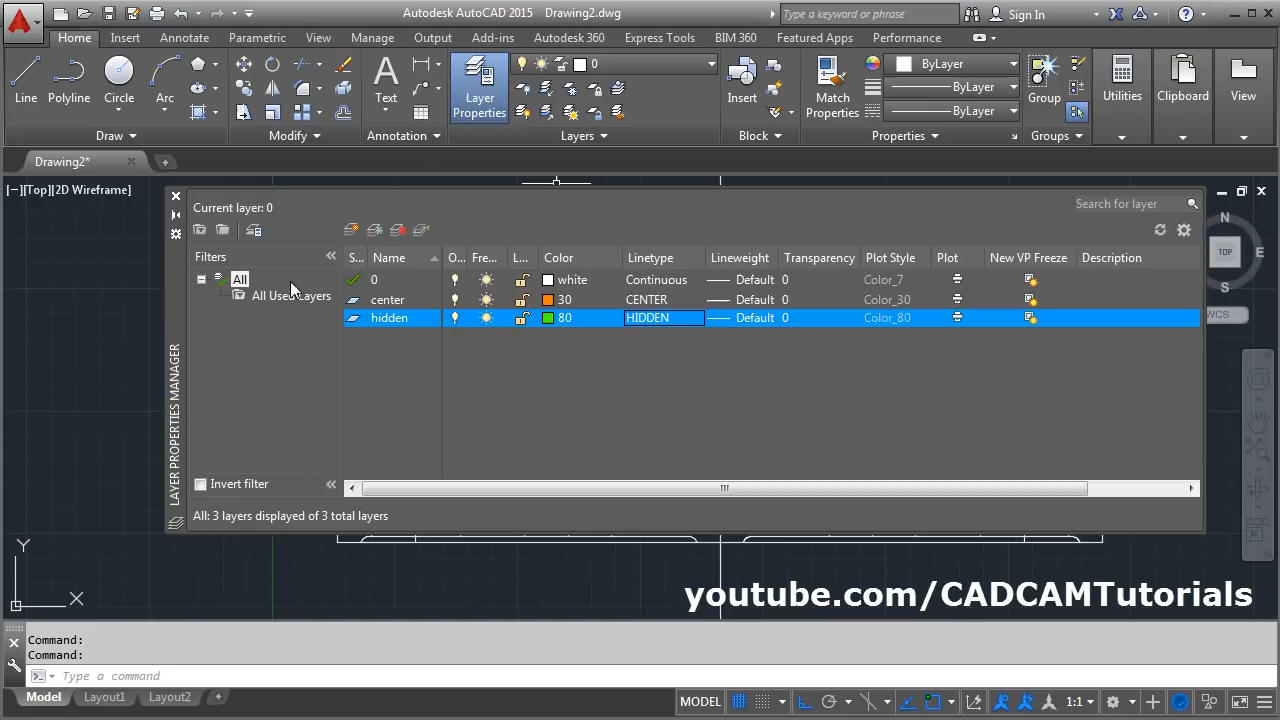 Autodesk AutoCAD 2015 Drawing2.dwg
Type a keyword or phrase
Sign In
Home Insert Annotate Parametric View Manage Output Add-ins Autodesk 360 Express Tools BIM 360 Featured Apps Performance
Line Polyline Circle Arc
Text
Layer Properties
0
Insert
Match Properties
ByLayer
ByLayer
ByLayer
Group
Utilities
Clipboard
View
Draw Modify Annotation Layers Block Properties Groups
Drawing2*
[−][Top][2D Wireframe]
N
TOP
E
S
WCS
Current layer: 0
Search for layer
Filters
S... Name O. Fre... L... Color Linetype Lineweight Transparency Plot Style Plot New VP Freeze Description
All
0 white Continuous Default 0 Color_7
All Used Layers
center 30 CENTER Default 0 Color_30
hidden 80 HIDDEN Default 0 Color_80
LAYER PROPERTIES MANAGER
Invert filter
All: 3 layers displayed of 3 total layers
Y
X
youtube.com/CADCAMTutorials
Command:
Command:
Type a command
Model Layout1 Layout2
MODEL
1:1